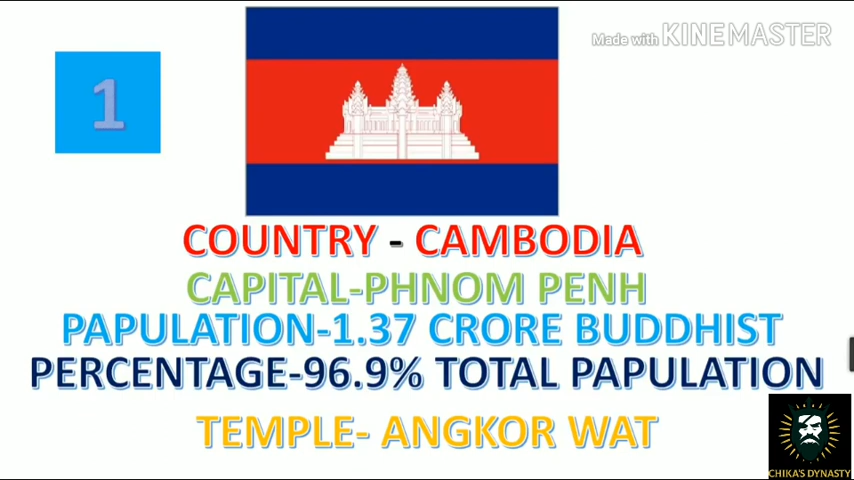 Made with KINEMASTER
1
COUNTRY - CAMBODIA
CAPITAL-PHNOM PENH
PAPULATION-1.37 CRORE BUDDHIST
PERCENTAGE-96.9% TOTAL PAPULATION
TEMPLE- ANGKOR WAT
CHIKA'S DYNASTY